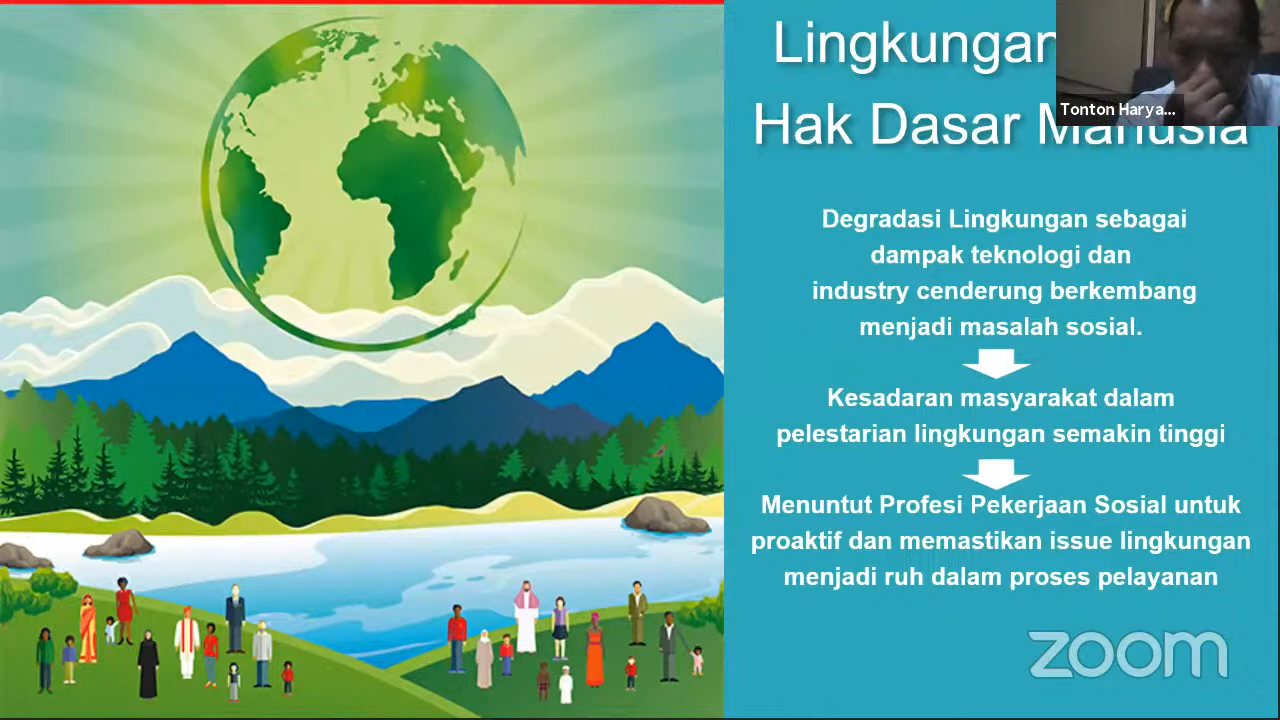 Lingkungan
Hak Dasar Manusia
Tonton Harya...
Degradasi Lingkungan sebagai
dampak teknologi dan
industry cenderung berkembang
menjadi masalah sosial.
Kesadaran masyarakat dalam
pelestarian lingkungan semakin tinggi
Menuntut Profesi Pekerjaan Sosial untuk
proaktif dan memastikan issue lingkungan
menjadi ruh dalam proses pelayanan
zoom